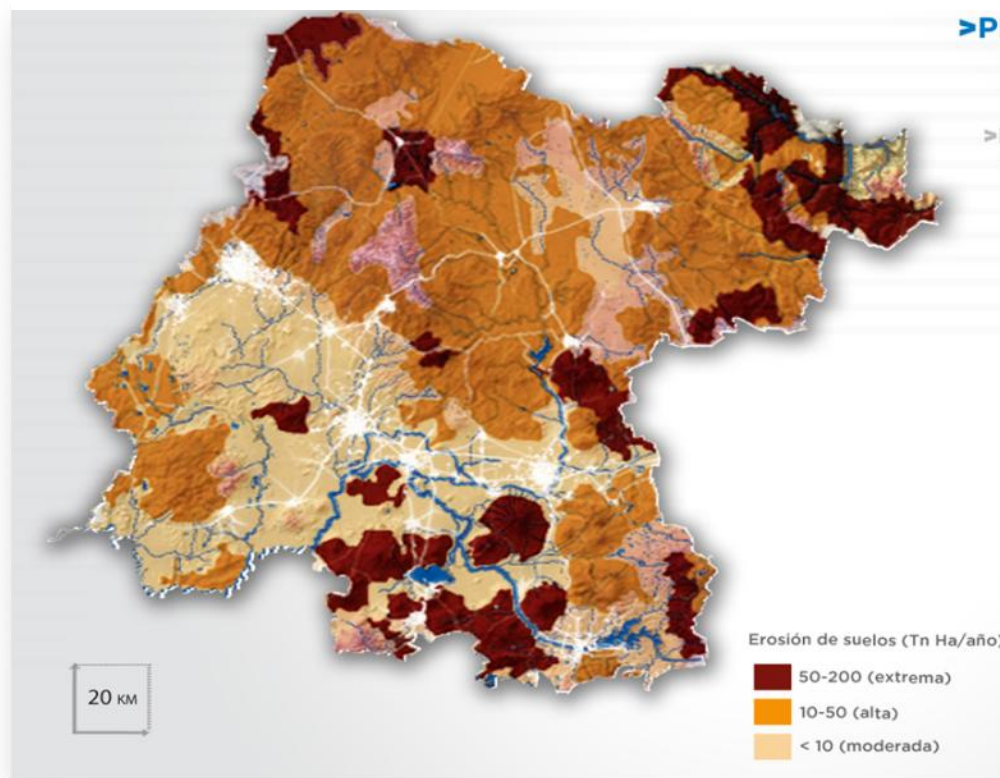 >P
>
20 KM
Erosión de suelos (Tn Ha/año)
50-200 (extrema)
10-50 (alta)
< 10 (moderada)